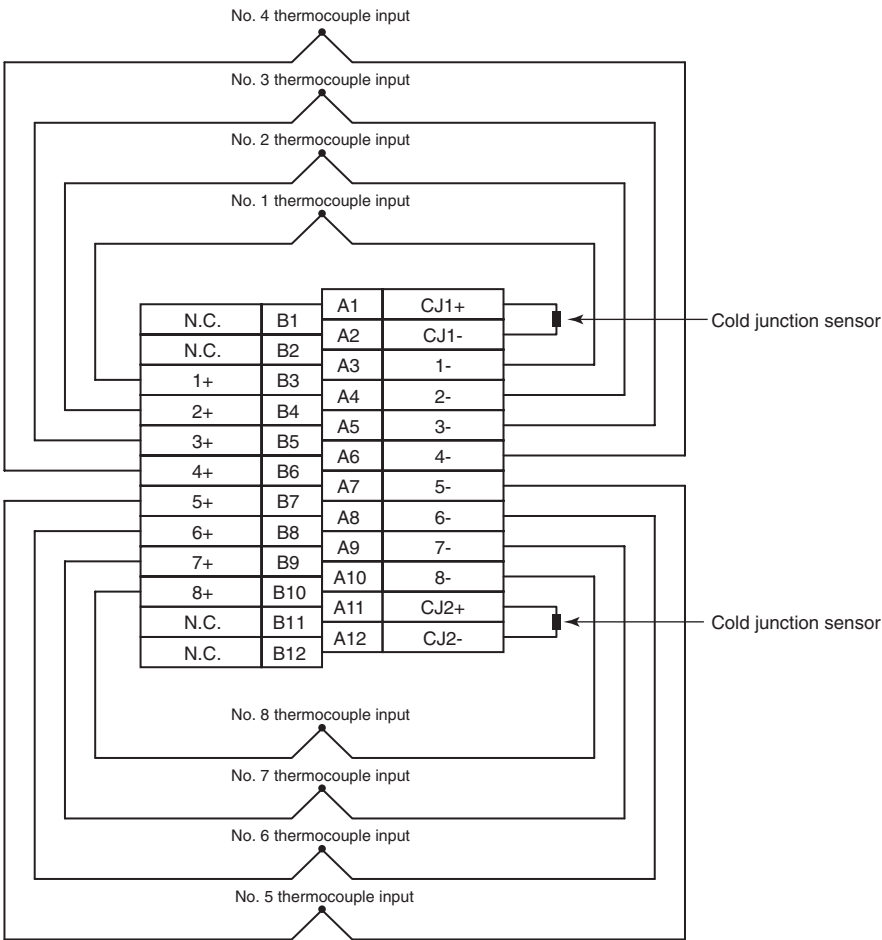 No. 4 thermocouple input
No. 3 thermocouple input
No. 2 thermocouple input
No. 1 thermocouple input
A1 CJ1+
N.C. B1
Cold junction sensor
A2 CJ1-
N.C. B2
A3 1-
1+ B3
A4 2-
2+ B4
A5 3-
3+ B5
A6 4-
4+ B6
A7 5-
5+ B7
A8 6-
6+ B8
A9 7-
7+ B9
A10 8-
8+ B10
A11 CJ2+
N.C. B11
Cold junction sensor
A12 CJ2-
N.C. B12
No. 8 thermocouple input
No. 7 thermocouple input
No. 6 thermocouple input
No. 5 thermocouple input